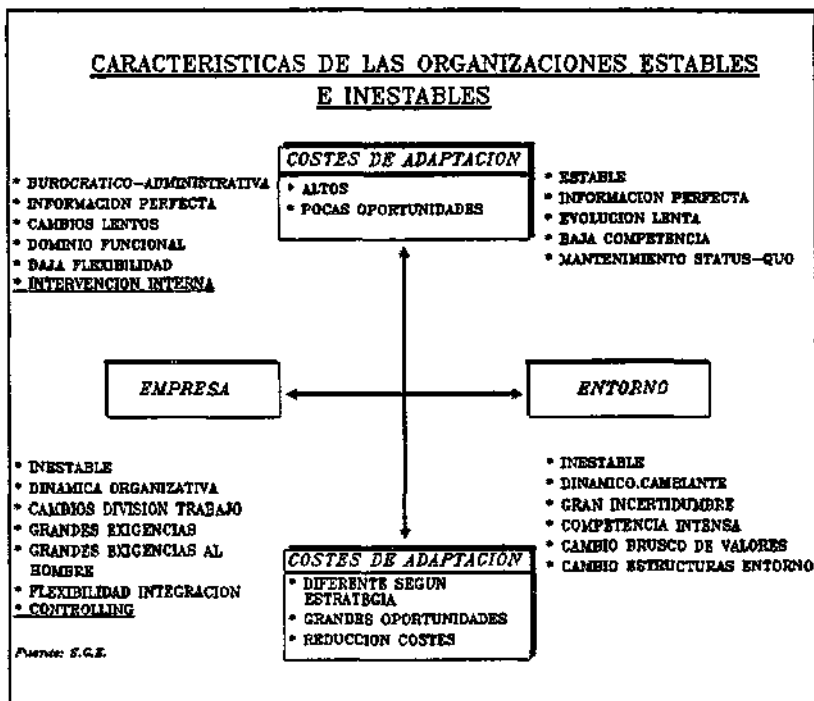 CARACTERISTICAS DE LAS ORGANIZACIONES ESTABLES
E INESTABLES
COSTES DE ADAPTACION
* ALTOS
* POCAS OPORTUNIDADES
* BUROCRATICO-ADMINISTRATIVA
* INFORMACION PERFECTA
* CAMBIOS LENTOS
* DOMINIO FUNCIONAL
* BAJA FLEXIBILIDAD
* INTERVENCION INTERNA
* ESTABLE
* INFORMACION PERFECTA
* EVOLUCION LENTA
* BAJA COMPETENCIA
* MANTENIMIENTO STATUS-QUO
EMPRESA
ENTORNO
* INESTABLE
* DINAMICA ORGANIZATIVA
* CAMBIOS DIVISION TRABAJO
* GRANDES EXIGENCIAS
* GRANDES EXIGENCIAS AL
HOMBRE
* FLEXIBILIDAD INTEGRACION
* CONTROLLING
* INESTABLE
* DINAMICO.CAMBIANTE
* GRAN INCERTIDUMBRE
* COMPETENCIA INTENSA
* CAMBIO BRUSCO DE VALORES
* CAMBIO ESTRUCTURAS ENTORNO
COSTES DE ADAPTACIÓN
* DIFERENTE SEGUN
ESTRATEGIA
* GRANDES OPORTUNIDADES
* REDUCCION COSTES
Fuente: S.G.E.